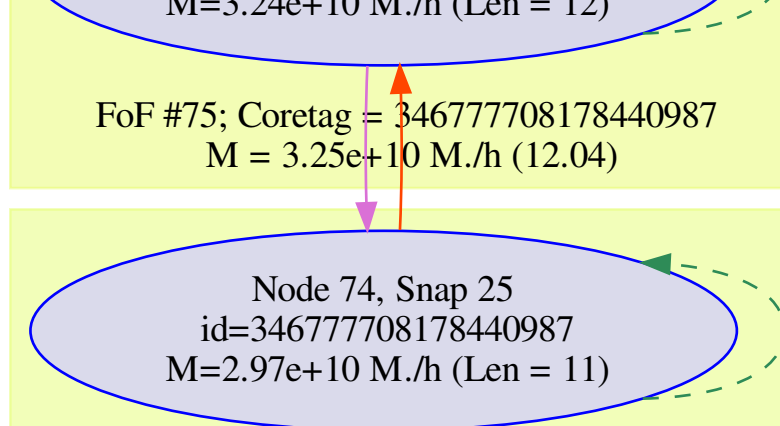 M=3.24e+10 M./h (Len = 12)
FoF #75; Coretag = 346777708178440987
M = 3.25e+10 M./h (12.04)
Node 74, Snap 25
id=346777708178440987
M=2.97e+10 M./h (Len = 11)